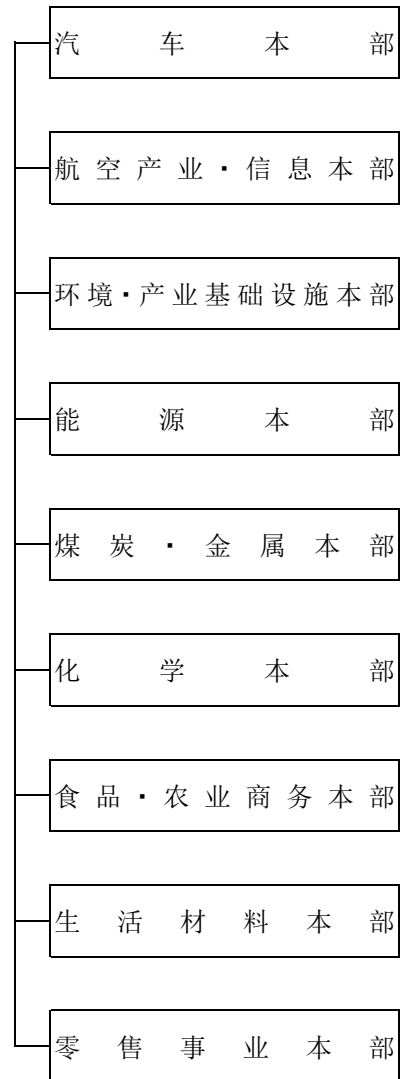 汽车本部
航空产业・信息本部
环境・产业基础设施本部
能源本部
煤炭・金属本部
化学本部
食品・农业商务本部
生活材料本部
零售事业本部